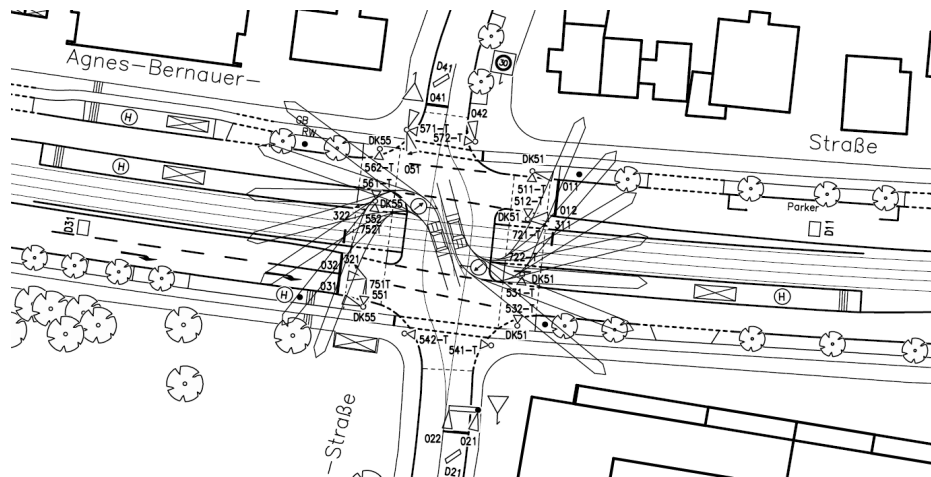 Agnes-Bernauer-
Straße
-Straße
30
D41
041
042
GB
RW
H
571-T
572-T
DK55
051
562-T
561-T
DK55
552
322
752T
D31
H
DK51
511-T
011
512-T
012
DK51
311
721-T
722-T
Parker
D11
032
321
031
751T
551
DK55
H
DK51
531-T
532-T
DK51
H
542-T
541-T
022
021
D21